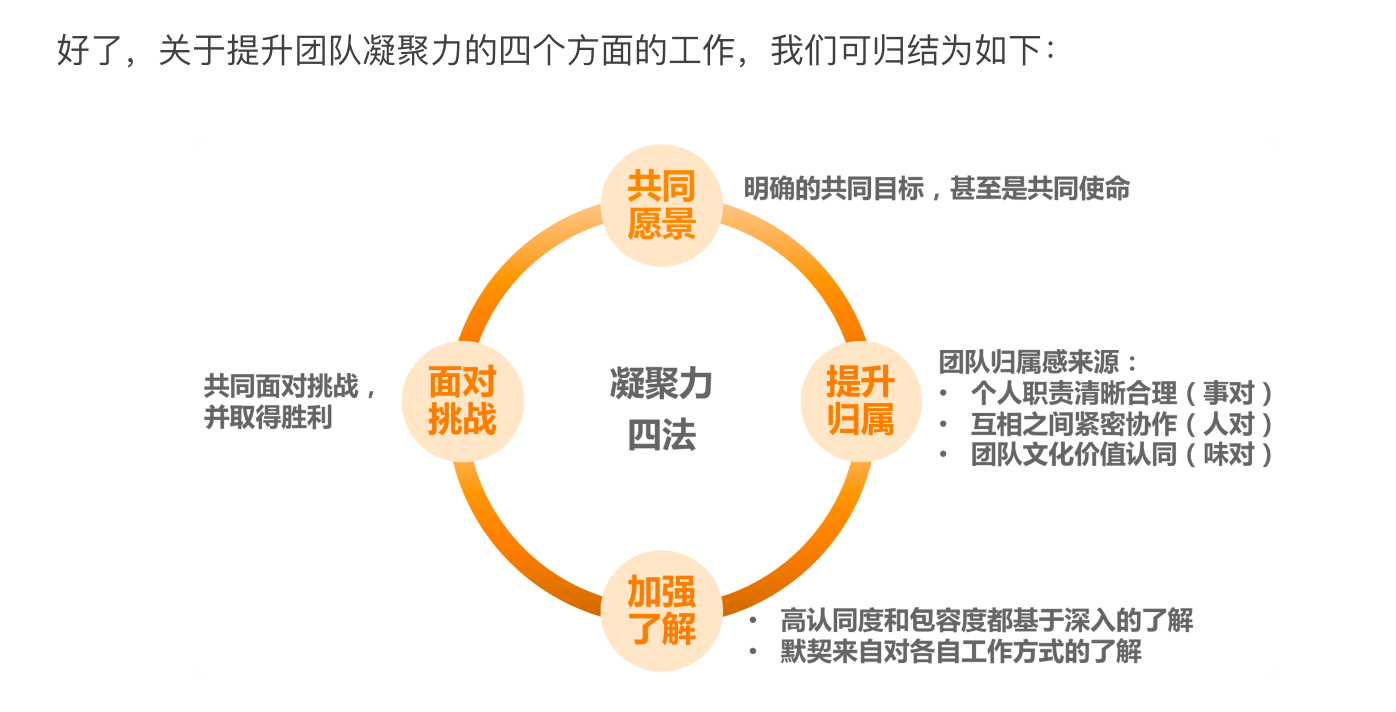 好了，关于提升团队凝聚力的四个方面的工作，我们可归结为如下：
共同
愿景
明确的共同目标，甚至是共同使命
提升
归属
团队归属感来源：
• 个人职责清晰合理（事对）
• 互相之间紧密协作（人对）
• 团队文化价值认同（味对）
加强
了解
• 高认同度和包容度都基于深入的了解
• 默契来自对各自工作方式的了解
面对
挑战
共同面对挑战，
并取得胜利
凝聚力
四法